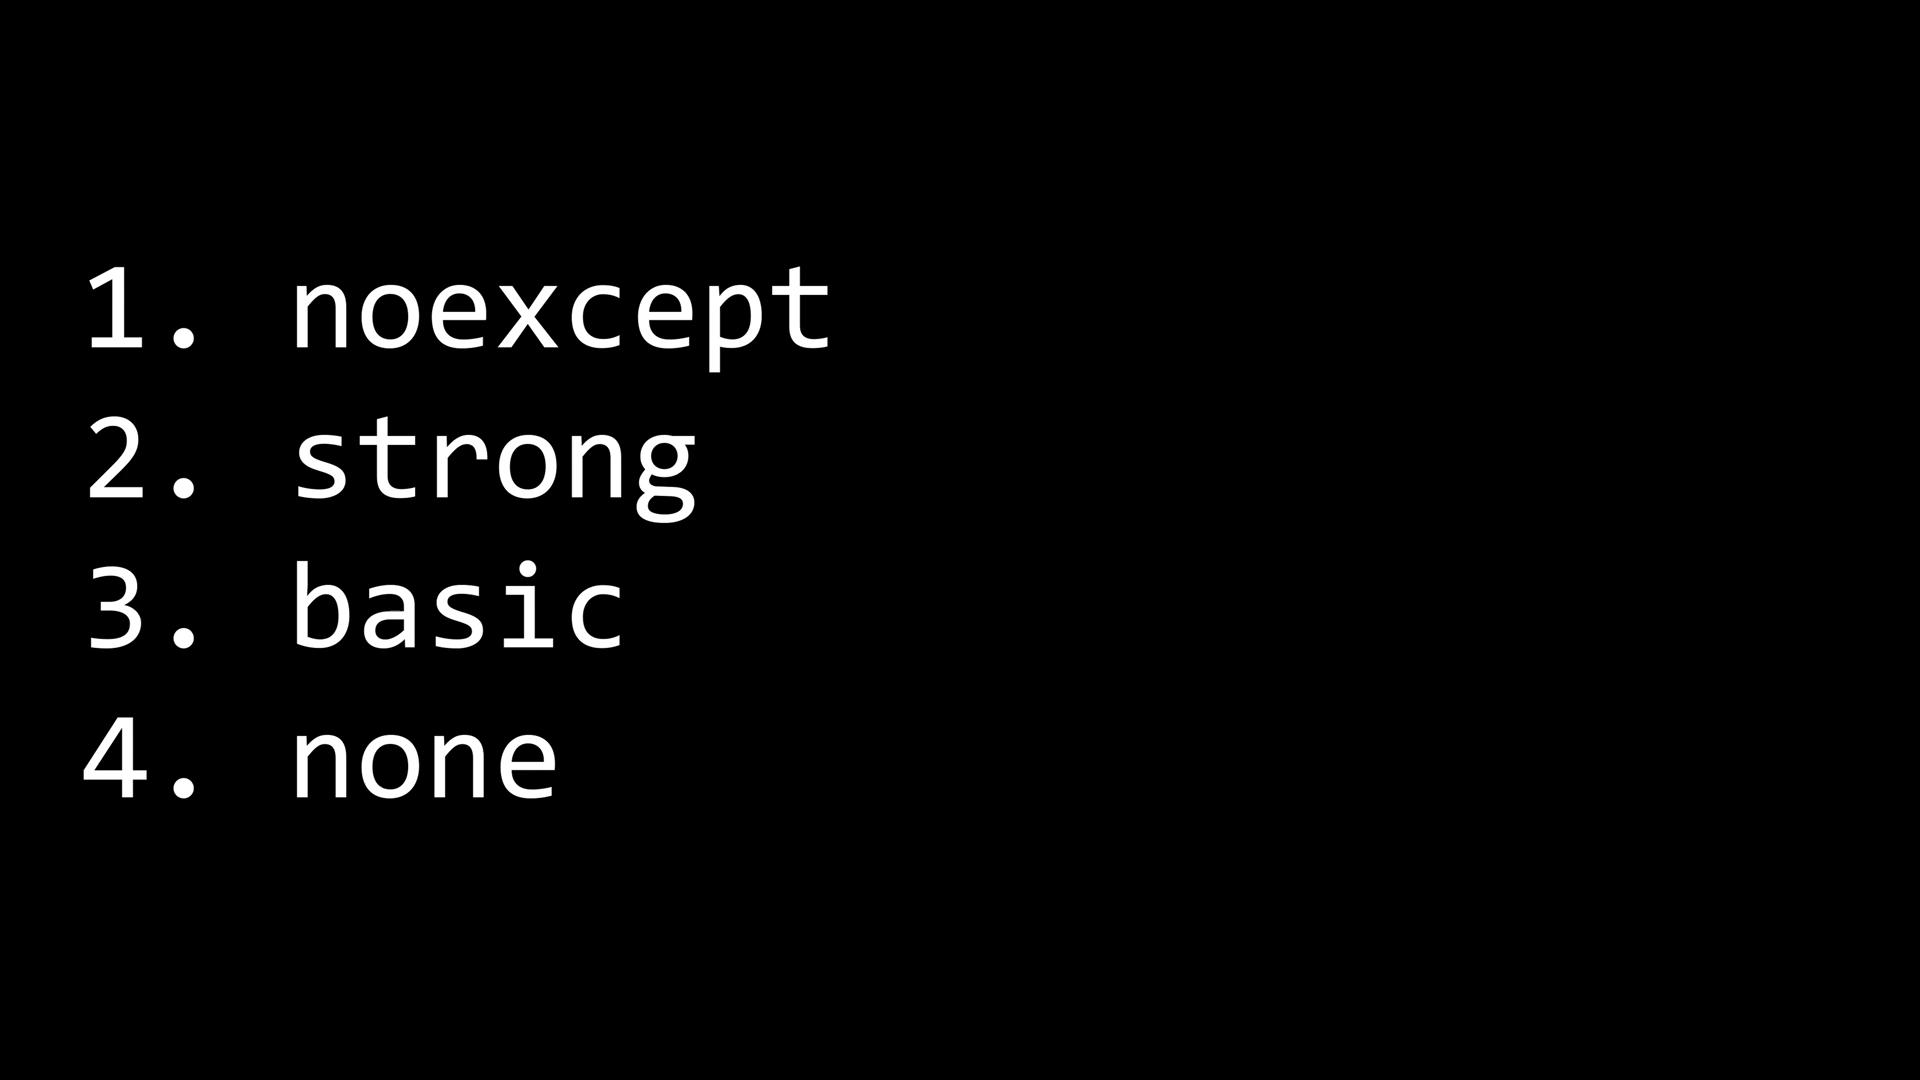 1. noexcept
2. strong
3. basic
4. none